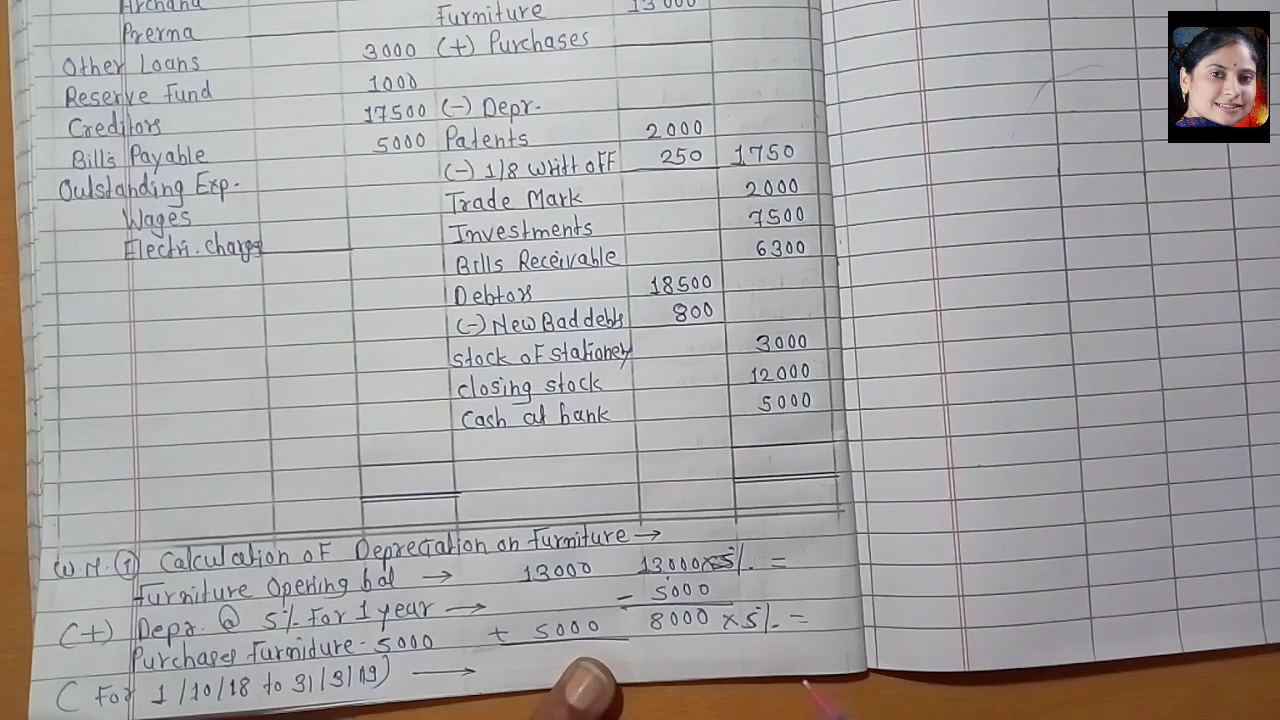 Archana
Prerna
Other Loans 3000
Reserve Fund 1000
Creditors 17500
Bills Payable 5000
Outstanding Exp.
Wages
Electri. charges
Furniture 13000
(+) Purchases
(-) Depr.
Patents 2000
(-) 1/8 writt off 250 1750
Trade Mark 2000
Investments 7500
Bills Receivable 6300
Debtors 18500
(-) New Bad debts 800
Stock of stationey 3000
closing stock 12000
Cash at bank 5000
W.N. (1) Calculation of Depreciation on Furniture →
Furniture Opening bal → 13000 13000x5%. =
(+) Depr. @ 5% for 1 year → - 5000
Purchases furnidure - 5000 + 5000 8000 x5%. =
( For 1/10/18 to 31/3/19) →